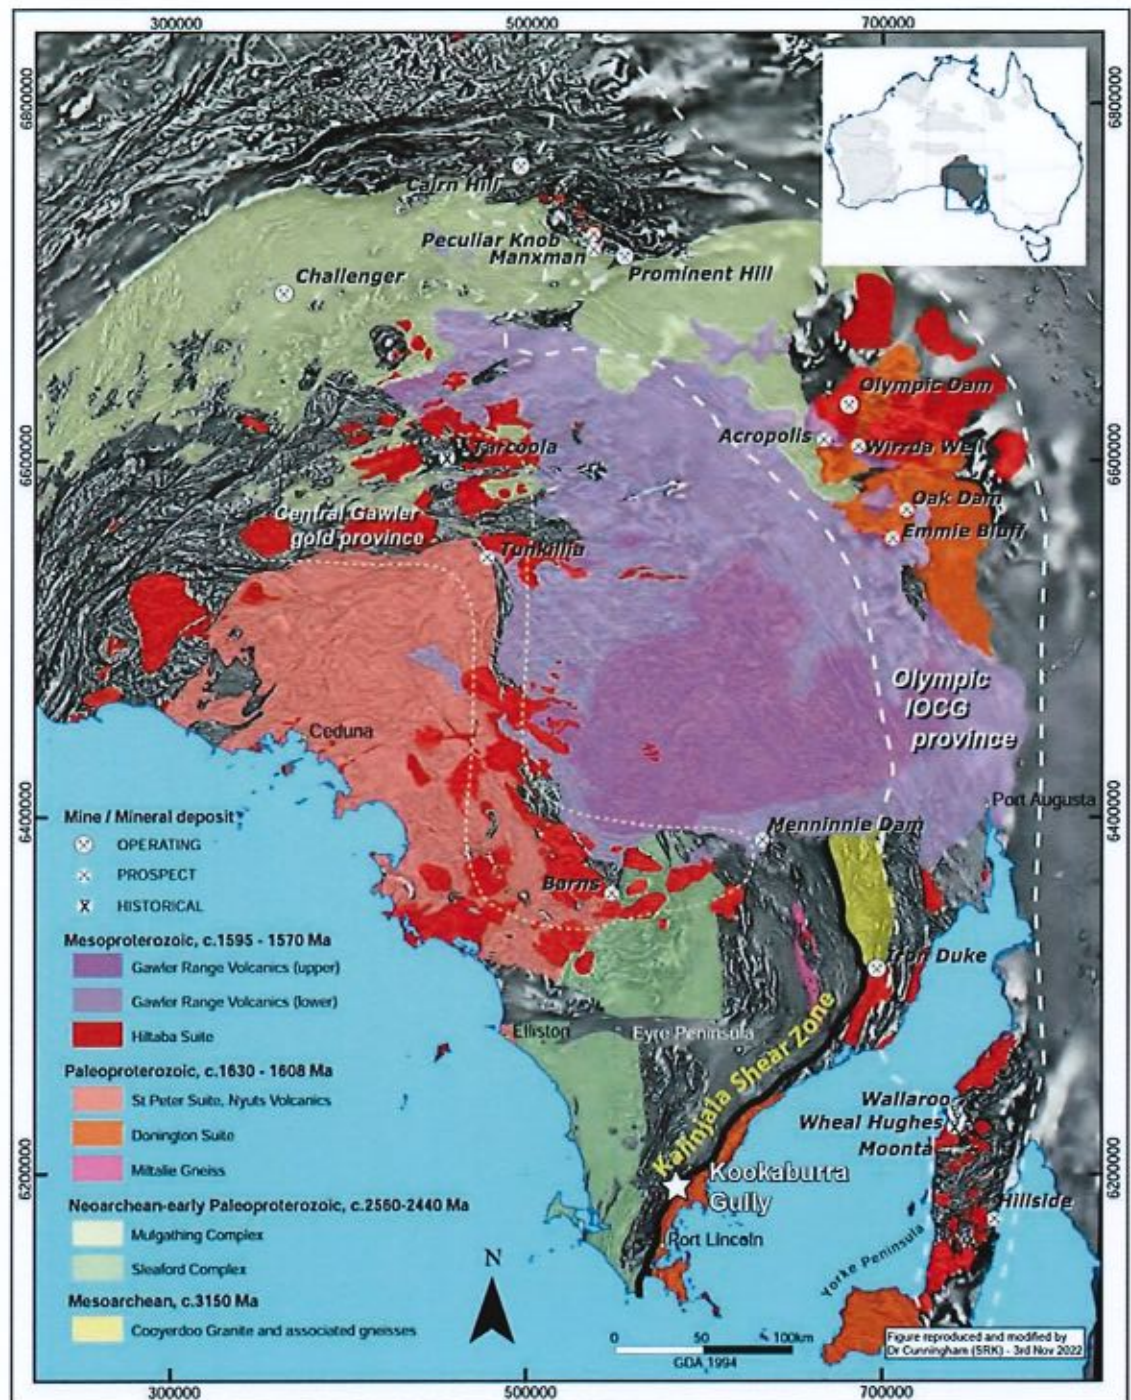 300000 500000 700000
6800000 6800000
Cairn Hill
Peculiar Knob
Manxman
Prominent Hill
Challenger
Olympic Dam
Acropolis
Wirrda Well
Tarcoola
6600000 6600000
Oak Dam
Central Gawler
gold province
Emmie Bluff
Tunkillia
Olympic
IOCG
province
Ceduna
Port Augusta
6400000 6400000
Menninnie Dam
Barns
Iron Duke
Mine / Mineral deposit
OPERATING
PROSPECT
HISTORICAL
Mesoproterozoic, c.1595 - 1570 Ma
Gawler Range Volcanics (upper)
Gawler Range Volcanics (lower)
Hiltaba Suite
Elliston
Eyre Peninsula
Kalinjala Shear Zone
Paleoproterozoic, c.1630 - 1608 Ma
St Peter Suite, Nyuts Volcanics
Donington Suite
Miltalie Gneiss
Wallaroo
Wheal Hughes
Moonta
6200000 6200000
Kookaburra
Gully
Hillside
Port Lincoln
Yorke Peninsula
Neoarchean-early Paleoproterozoic, c.2560-2440 Ma
Mulgathing Complex
Sleaford Complex
Mesoarchean, c.3150 Ma
Cooyerdoo Granite and associated gneisses
N
0 50 100km
GDA 1994
Figure reproduced and modified by
Dr Cunningham (SRK) - 3rd Nov 2022
300000 500000 700000